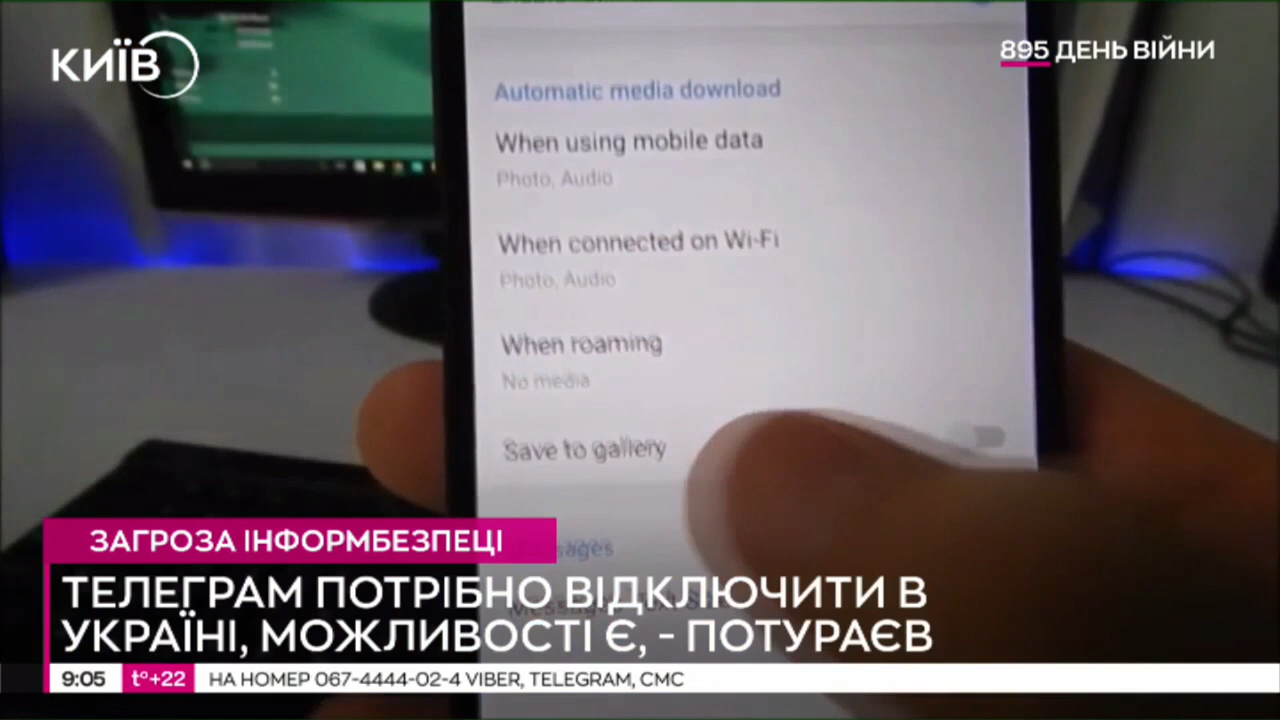 КИЇВ
895 ДЕНЬ ВІЙНИ
Automatic media download
When using mobile data
Photo, Audio
When connected on Wi-Fi
Photo, Audio
When roaming
No media
Save to gallery
ЗАГРОЗА ІНФОРМБЕЗПЕЦІ
ТЕЛЕГРАМ ПОТРІБНО ВІДКЛЮЧИТИ В
УКРАЇНІ, МОЖЛИВОСТІ Є, - ПОТУРАЄВ
9:05 t°+22 НА НОМЕР 067-4444-02-4 VIBER, TELEGRAM, СМС